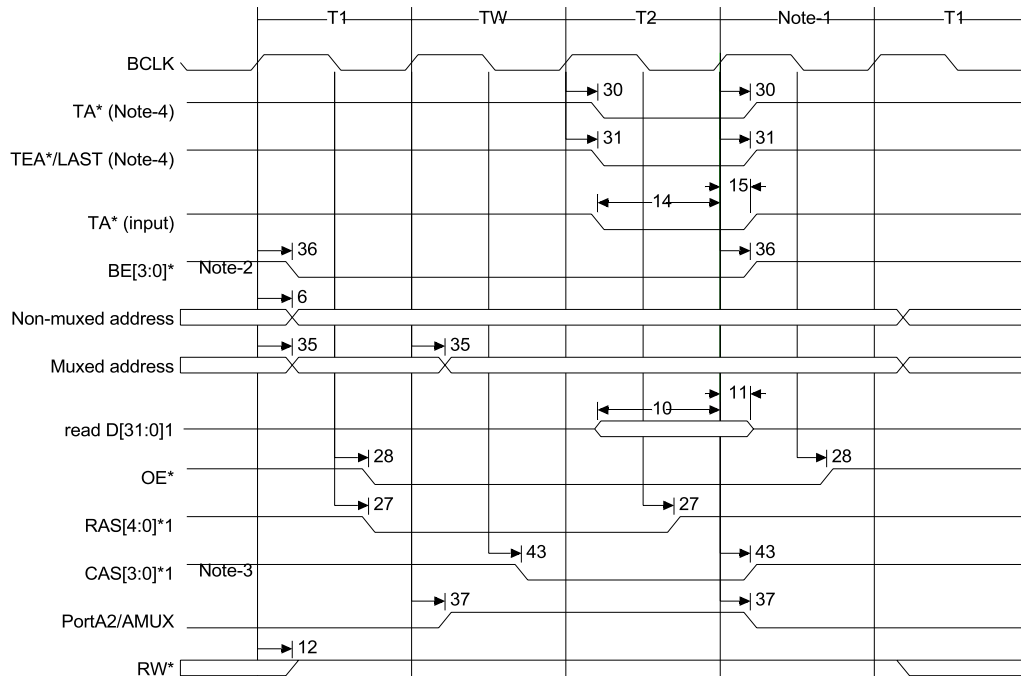 T1 TW T2 Note-1 T1
BCLK
30 30
TA* (Note-4)
31 31
TEA*/LAST (Note-4)
15
14
TA* (input)
36 36
Note-2
BE[3:0]*
6
Non-muxed address
35 35
Muxed address
11
10
read D[31:0]1
28 28
OE*
27 27
RAS[4:0]*1
43 43
Note-3
CAS[3:0]*1
37 37
PortA2/AMUX
12
RW*